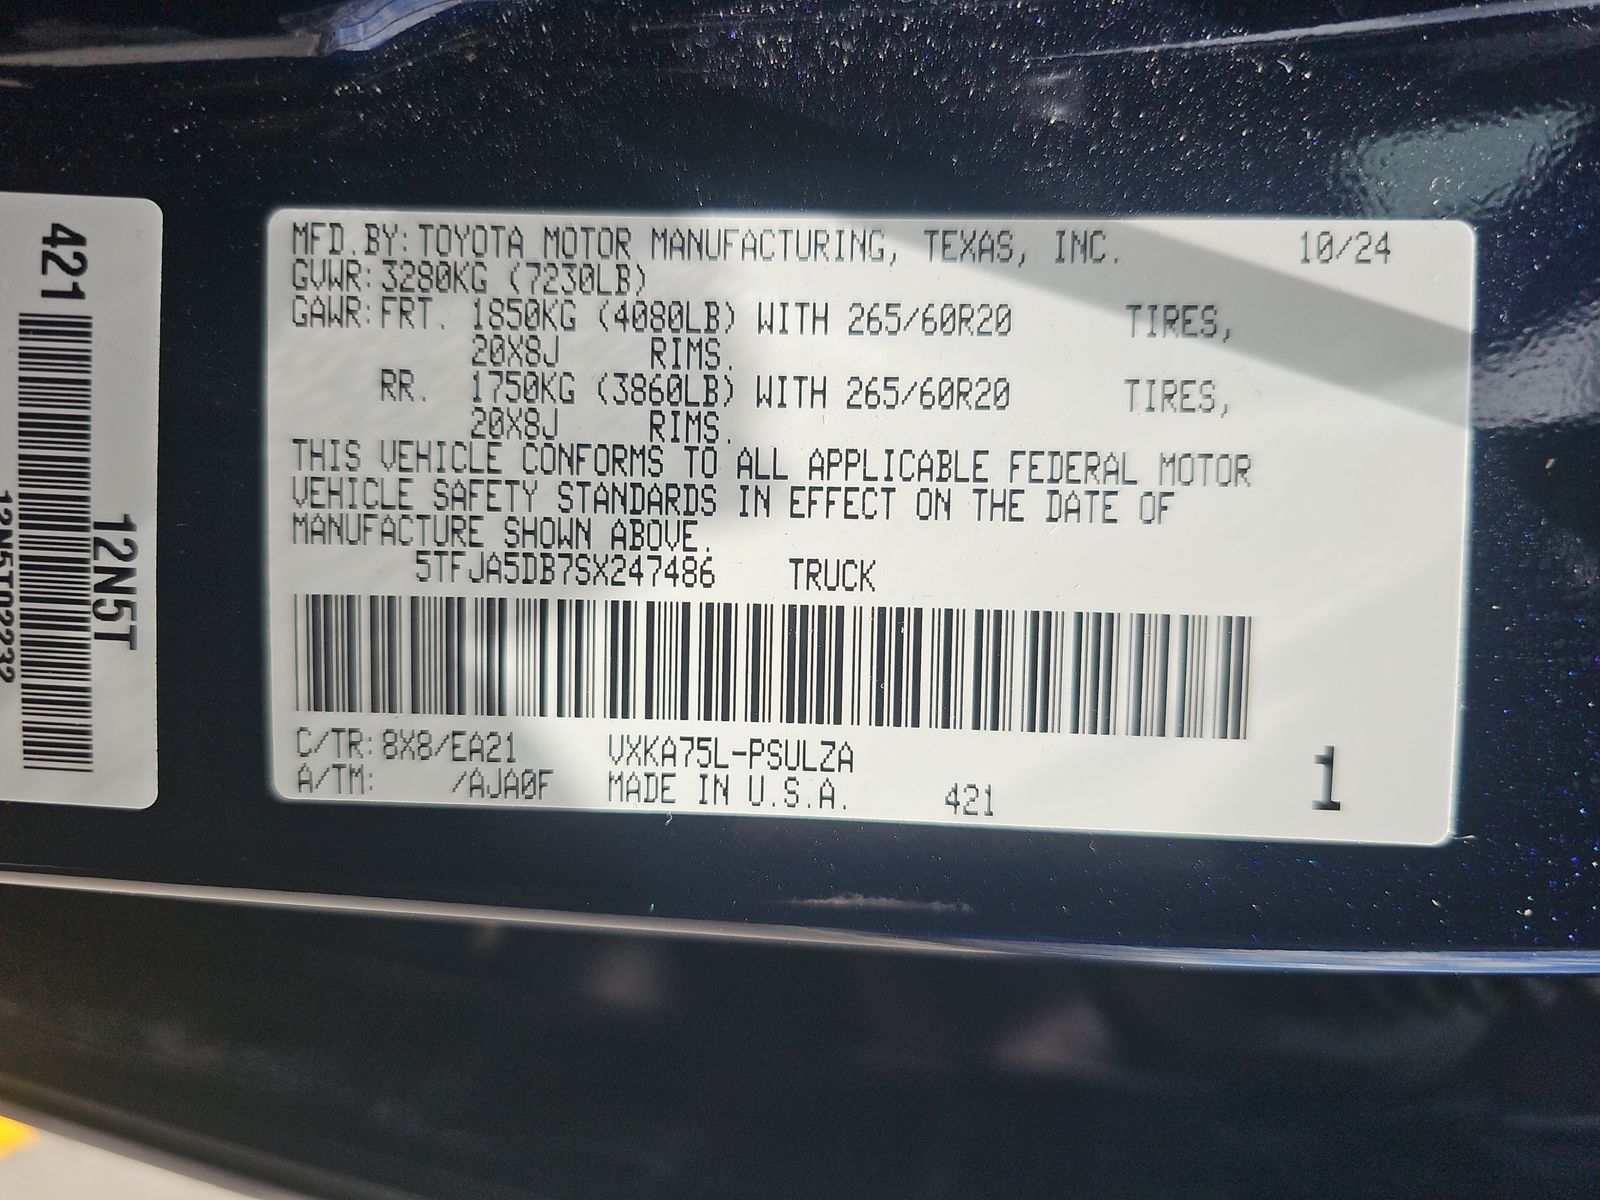 MFD.BY:TOYOTA MOTOR MANUFACTURING, TEXAS, INC. 10/24
GVWR:3280KG (7230LB)
GAWR:FRT. 1850KG (4080LB) WITH 265/60R20 TIRES,
20X8J RIMS.
RR. 1750KG (3860LB) WITH 265/60R20 TIRES,
20X8J RIMS.
THIS VEHICLE CONFORMS TO ALL APPLICABLE FEDERAL MOTOR
VEHICLE SAFETY STANDARDS IN EFFECT ON THE DATE OF
MANUFACTURE SHOWN ABOVE.
5TFJA5DB7SX247486 TRUCK
C/TR:8X8/EA21 VXKA75L-PSULZA
A/TM: /AJA0F MADE IN U.S.A. 421
1
421
12N5T
12N5T02232